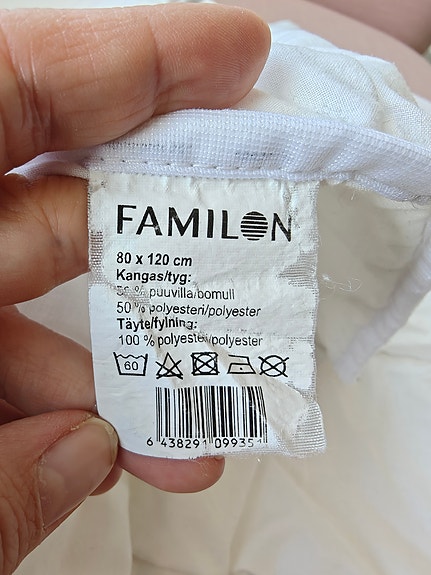 FAMILON
80 x 120 cm
Kangas/tyg:
50 % puuvilla/bomull
50 % polyesteri/polyester
Täyte/fyllning:
100 % polyesteri/polyester
60
6 438291 09935